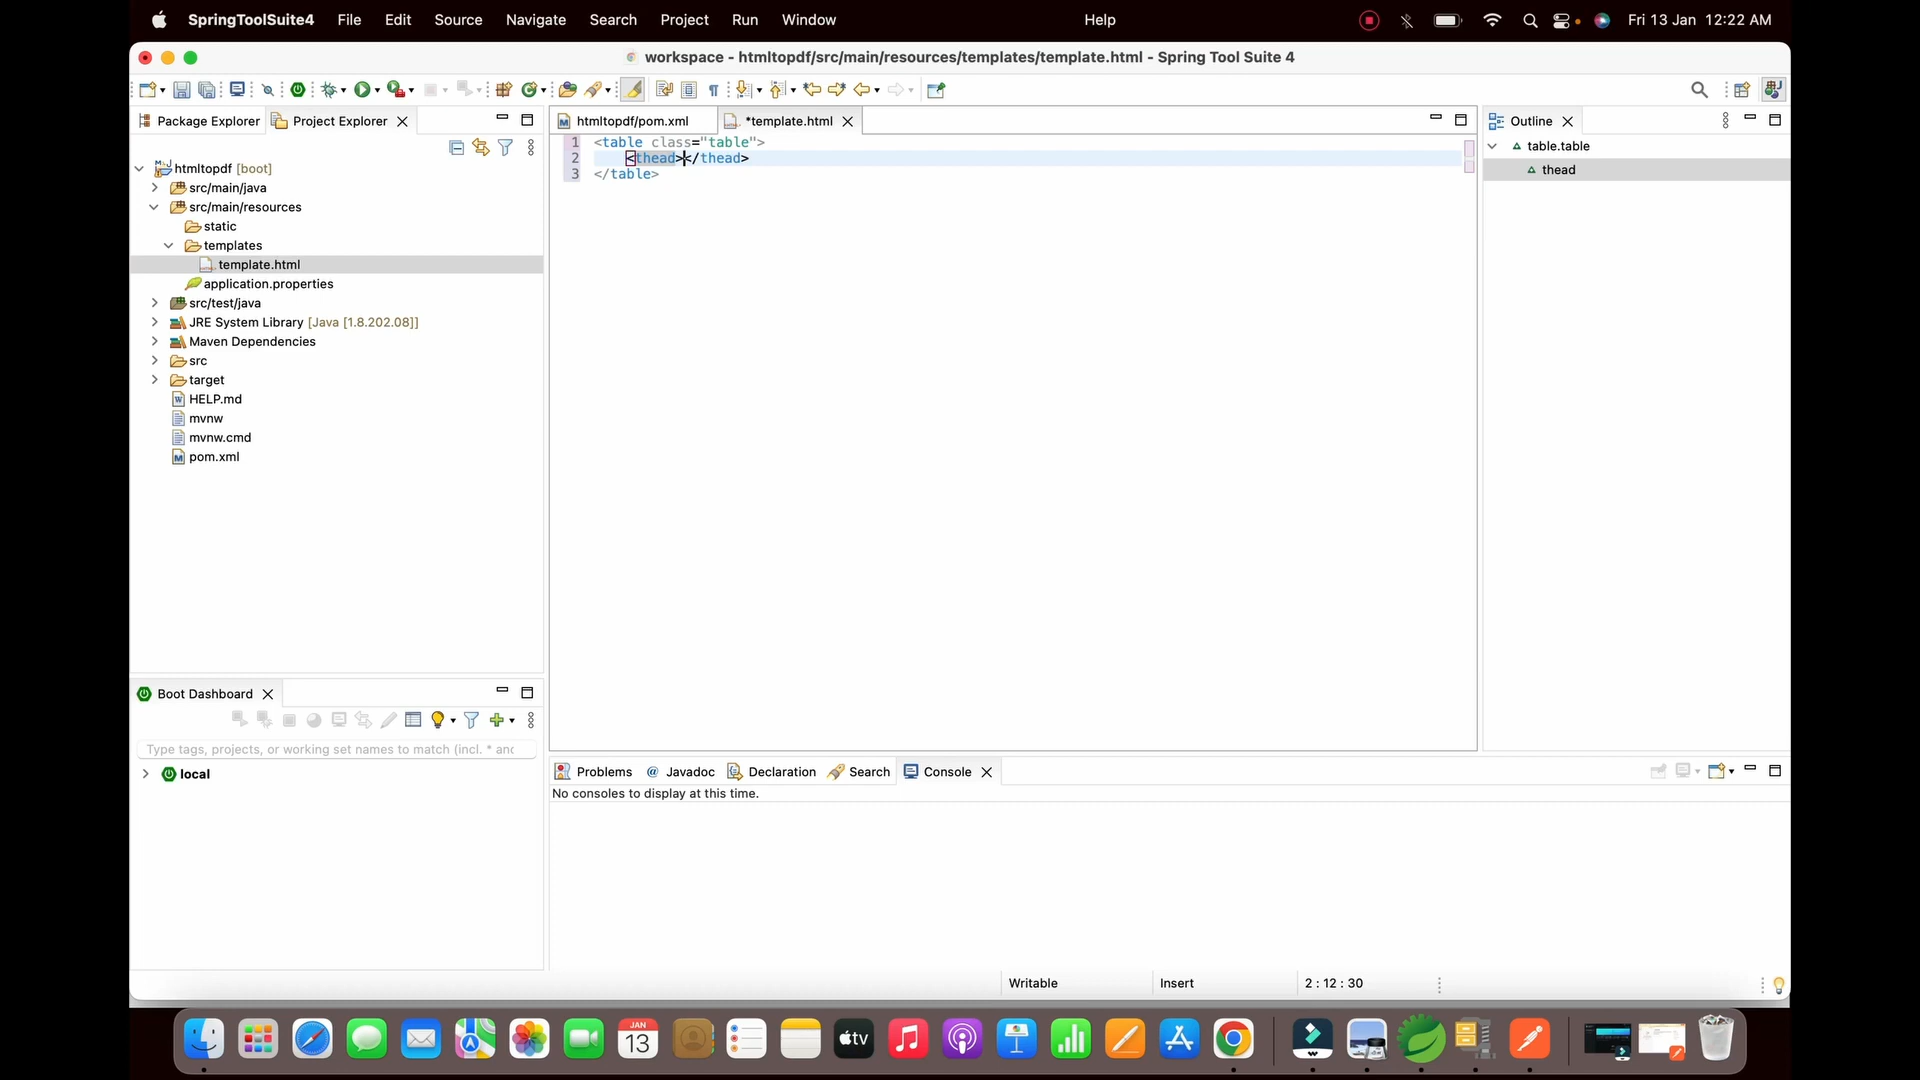 SpringToolSuite4 File Edit Source Navigate Search Project Run Window Help Fri 13 Jan 12:22 AM
workspace - htmltopdf/src/main/resources/templates/template.html - Spring Tool Suite 4
Package Explorer Project Explorer
htmltopdf/pom.xml *template.html
Outline
htmltopdf [boot]
src/main/java
src/main/resources
static
templates
template.html
application.properties
src/test/java
JRE System Library [Java [1.8.202.08]]
Maven Dependencies
src
target
HELP.md
mvnw
mvnw.cmd
pom.xml
1 <table class="table">
2 <thead></thead>
3 </table>
table.table
thead
Boot Dashboard
Type tags, projects, or working set names to match (incl. * and
local
Problems Javadoc Declaration Search Console
No consoles to display at this time.
Writable Insert 2 : 12 : 30
JAN
13
tv